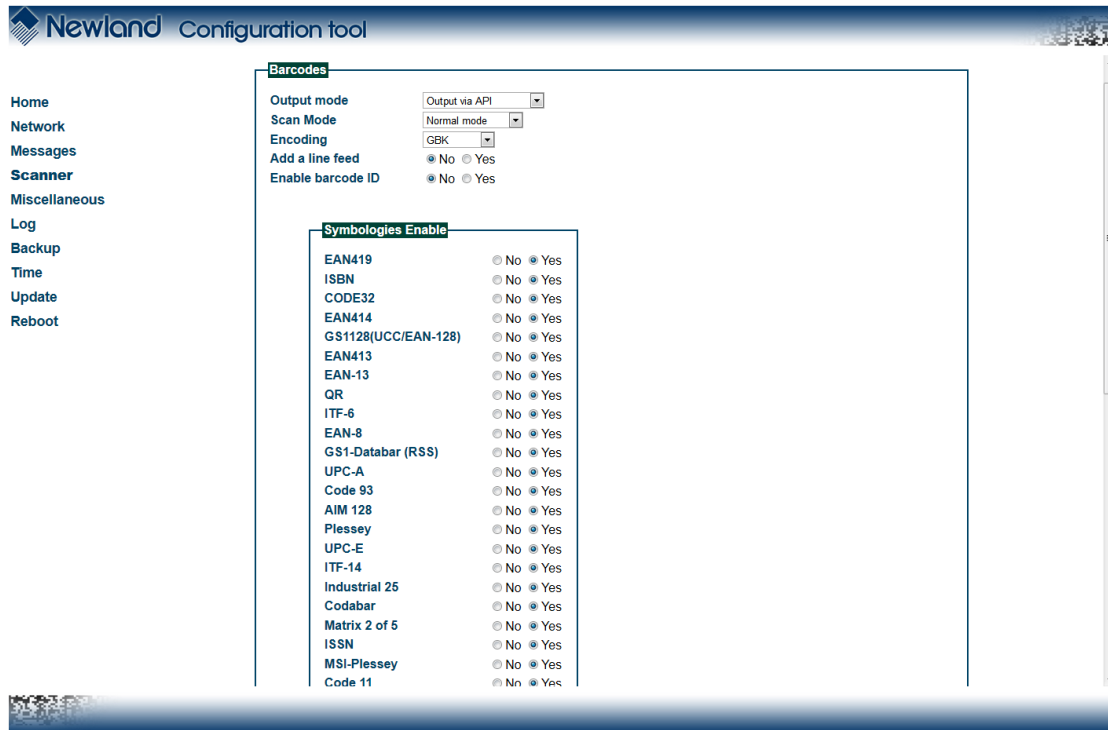 Newland Configuration tool
Home
Network
Messages
Scanner
Miscellaneous
Log
Backup
Time
Update
Reboot
Barcodes
Output mode Output via API
Scan Mode Normal mode
Encoding GBK
Add a line feed No Yes
Enable barcode ID No Yes
Symbologies Enable
EAN419 No Yes
ISBN No Yes
CODE32 No Yes
EAN414 No Yes
GS1128(UCC/EAN-128) No Yes
EAN413 No Yes
EAN-13 No Yes
QR No Yes
ITF-6 No Yes
EAN-8 No Yes
GS1-Databar (RSS) No Yes
UPC-A No Yes
Code 93 No Yes
AIM 128 No Yes
Plessey No Yes
UPC-E No Yes
ITF-14 No Yes
Industrial 25 No Yes
Codabar No Yes
Matrix 2 of 5 No Yes
ISSN No Yes
MSI-Plessey No Yes
Code 11 No Yes